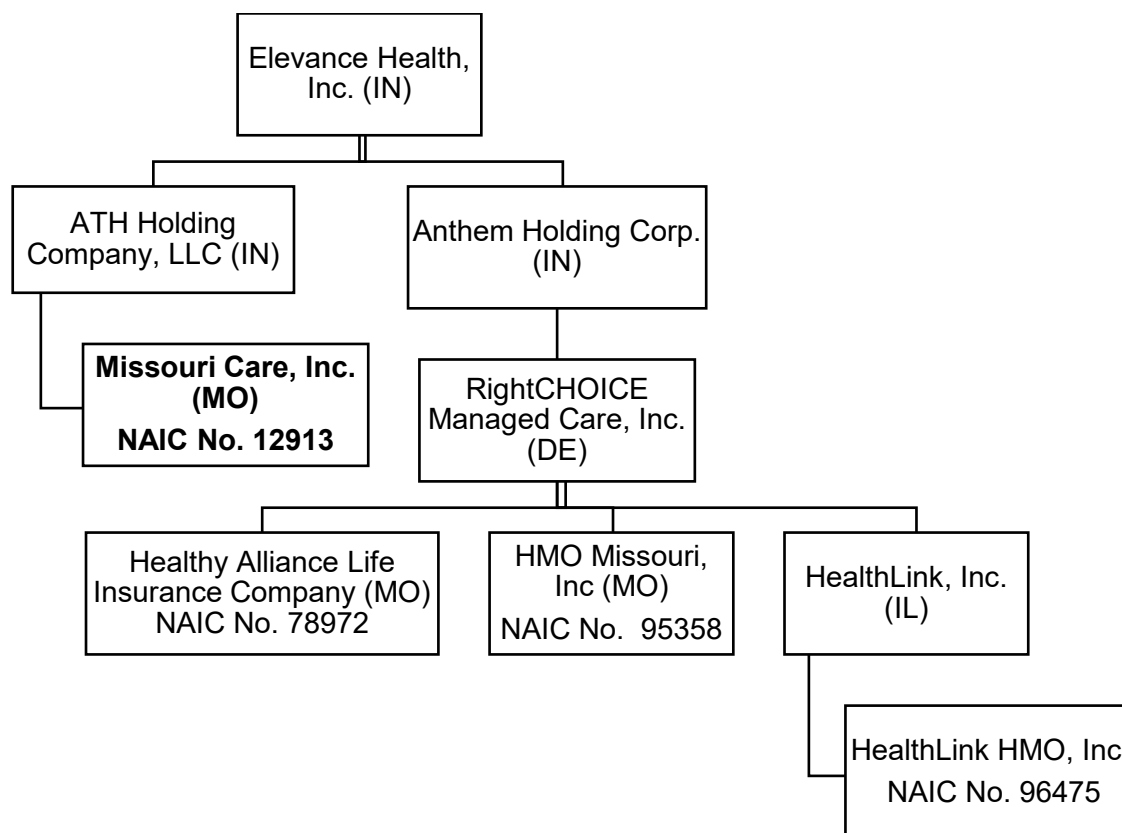 Elevance Health,
Inc. (IN)
ATH Holding
Company, LLC (IN)
Anthem Holding Corp.
(IN)
Missouri Care, Inc.
(MO)
NAIC No. 12913
RightCHOICE
Managed Care, Inc.
(DE)
Healthy Alliance Life
Insurance Company (MO)
NAIC No. 78972
HMO Missouri,
Inc (MO)
NAIC No.  95358
HealthLink, Inc.
(IL)
HealthLink HMO, Inc
NAIC No. 96475